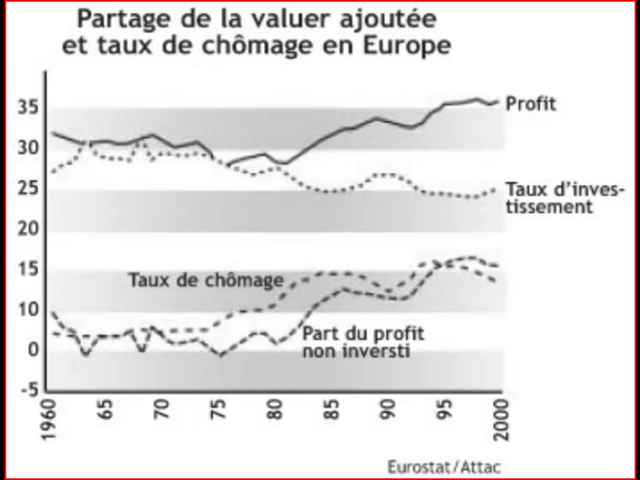 Partage de la valuer ajoutée
et taux de chômage en Europe
35
30
25
20
15
10
0
-5
Profit
Taux d'inves-
tissement
Taux de chômage
Part du profit
non inversti
1960
65
70
75
80
85
90
95
2000
Eurostat/Attac